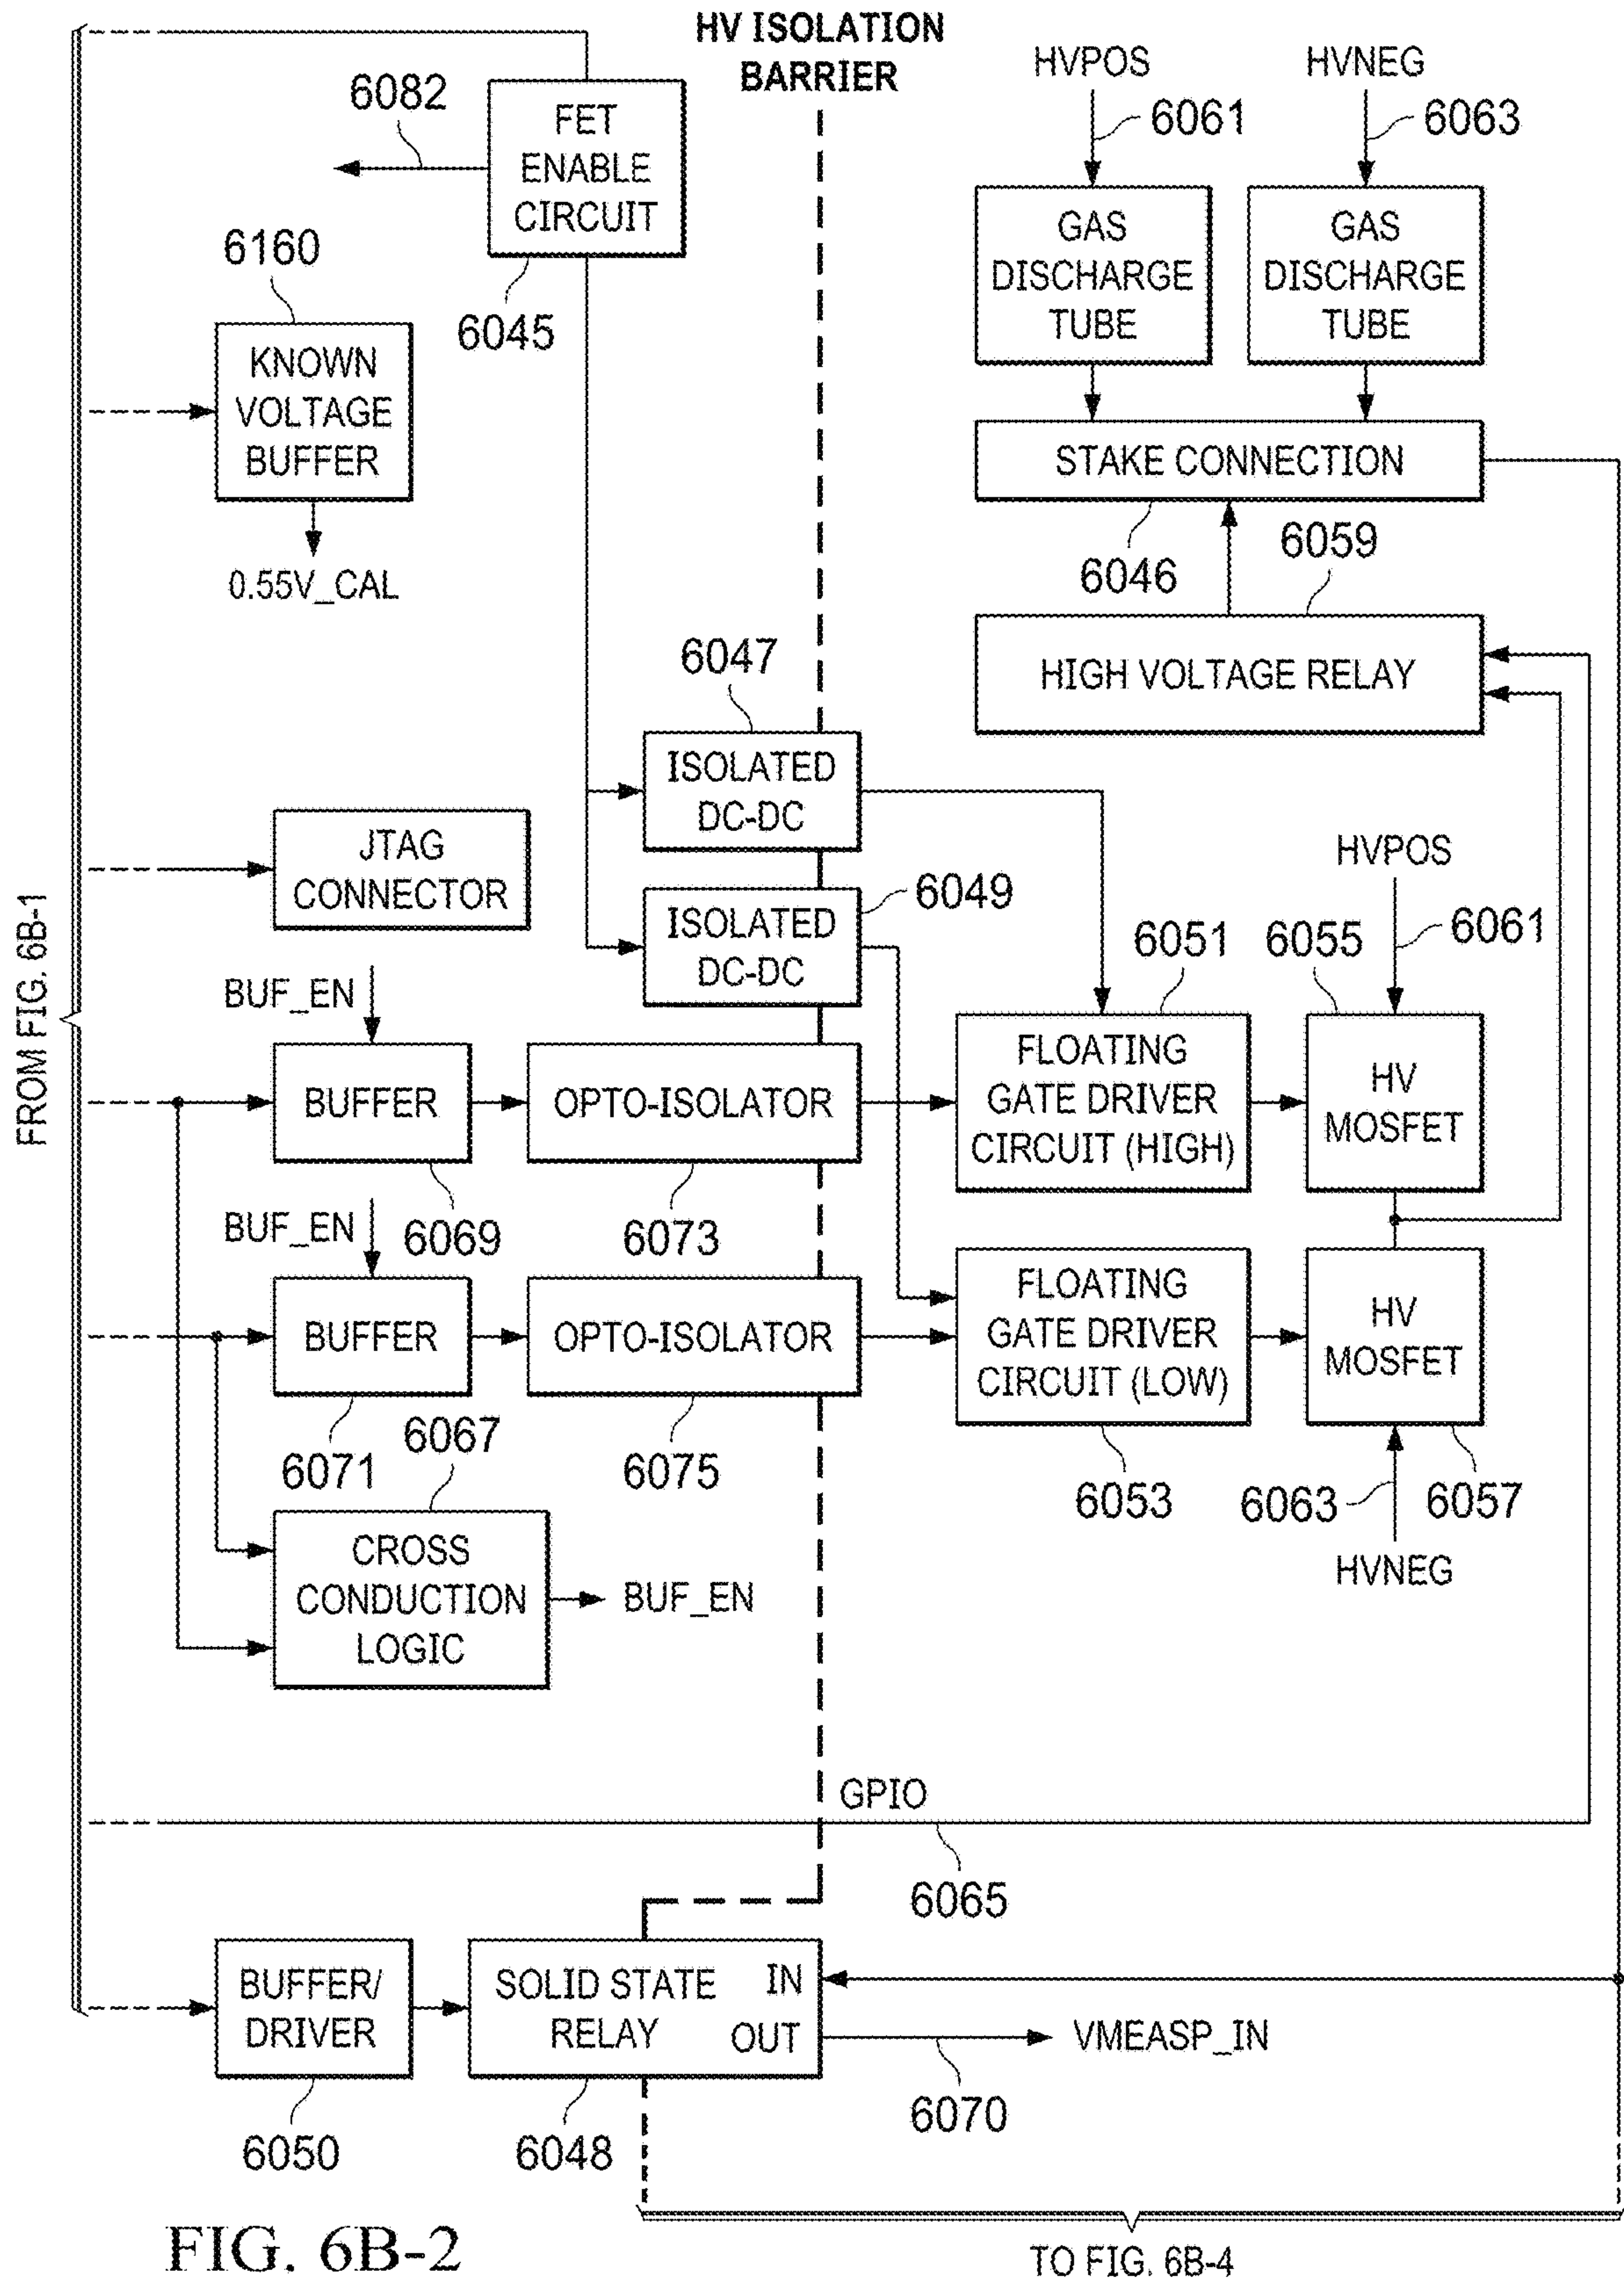 HV ISOLATION
BARRIER
HVPOS
HVNEG
6082
6061
6063
FET
ENABLE
CIRCUIT
GAS
DISCHARGE
TUBE
GAS
DISCHARGE
TUBE
6160
6045
KNOWN
VOLTAGE
BUFFER
STAKE CONNECTION
6059
6046
0.55V_CAL
6047
HIGH VOLTAGE RELAY
ISOLATED
DC-DC
JTAG
CONNECTOR
HVPOS
6049
ISOLATED
DC-DC
6051
6055
6061
FROM FIG. 6B-1
BUF_EN
BUFFER
OPTO-ISOLATOR
FLOATING
GATE DRIVER
CIRCUIT (HIGH)
HV
MOSFET
BUF_EN
6069
6073
BUFFER
OPTO-ISOLATOR
FLOATING
GATE DRIVER
CIRCUIT (LOW)
HV
MOSFET
6067
6071
6075
6053
6063
6057
CROSS
CONDUCTION
LOGIC
BUF_EN
HVNEG
GPIO
6065
BUFFER/
DRIVER
SOLID STATE
RELAY
IN
OUT
VMEASP_IN
6070
6050
6048
FIG. 6B-2
TO FIG. 6B-4